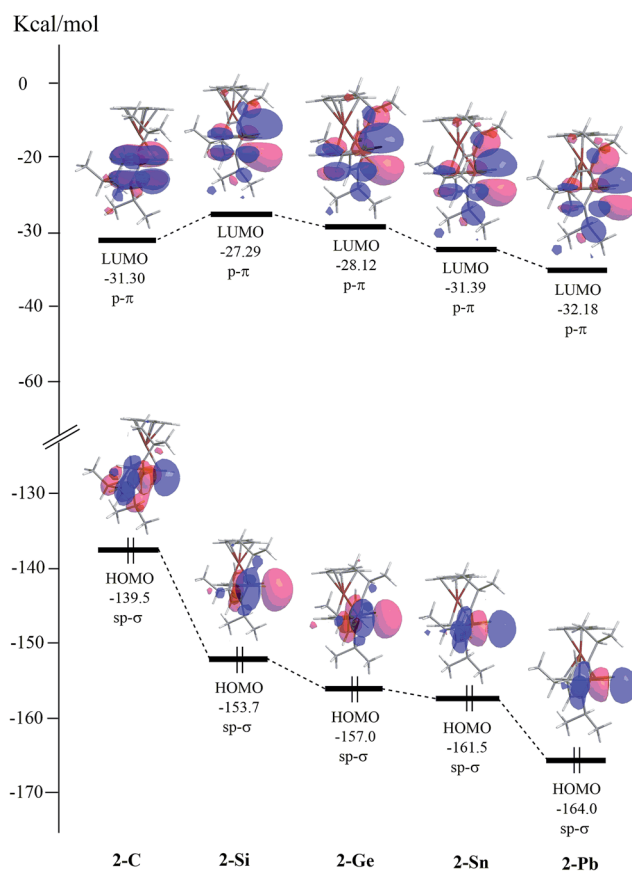 Kcal/mol
0
-20
-30
-40
-60
-130
-140
-150
-160
-170
LUMO
-31.30
p-π
LUMO
-27.29
p-π
LUMO
-28.12
p-π
LUMO
-31.39
p-π
LUMO
-32.18
p-π
HOMO
-139.5
sp-σ
HOMO
-153.7
sp-σ
HOMO
-157.0
sp-σ
HOMO
-161.5
sp-σ
HOMO
-164.0
sp-σ
2-C 2-Si 2-Ge 2-Sn 2-Pb